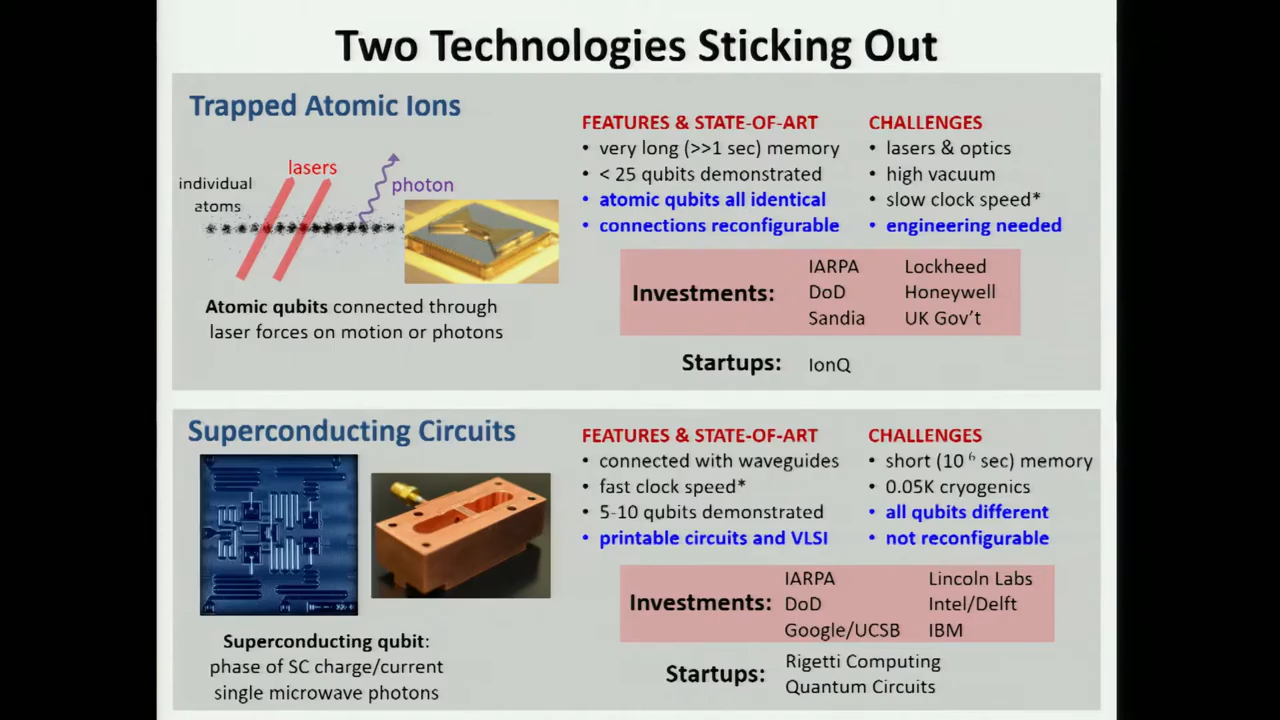 Two Technologies Sticking Out
Trapped Atomic Ions
individual
atoms
lasers
photon
Atomic qubits connected through
laser forces on motion or photons
FEATURES & STATE-OF-ART
• very long (>>1 sec) memory
• < 25 qubits demonstrated
• atomic qubits all identical
• connections reconfigurable
CHALLENGES
• lasers & optics
• high vacuum
• slow clock speed*
• engineering needed
Investments:
IARPA
DoD
Sandia
Lockheed
Honeywell
UK Gov't
Startups: IonQ
Superconducting Circuits
Superconducting qubit:
phase of SC charge/current
single microwave photons
FEATURES & STATE-OF-ART
• connected with waveguides
• fast clock speed*
• 5-10 qubits demonstrated
• printable circuits and VLSI
CHALLENGES
• short (10 ⁶ sec) memory
• 0.05K cryogenics
• all qubits different
• not reconfigurable
Investments:
IARPA
DoD
Google/UCSB
Lincoln Labs
Intel/Delft
IBM
Startups:
Rigetti Computing
Quantum Circuits